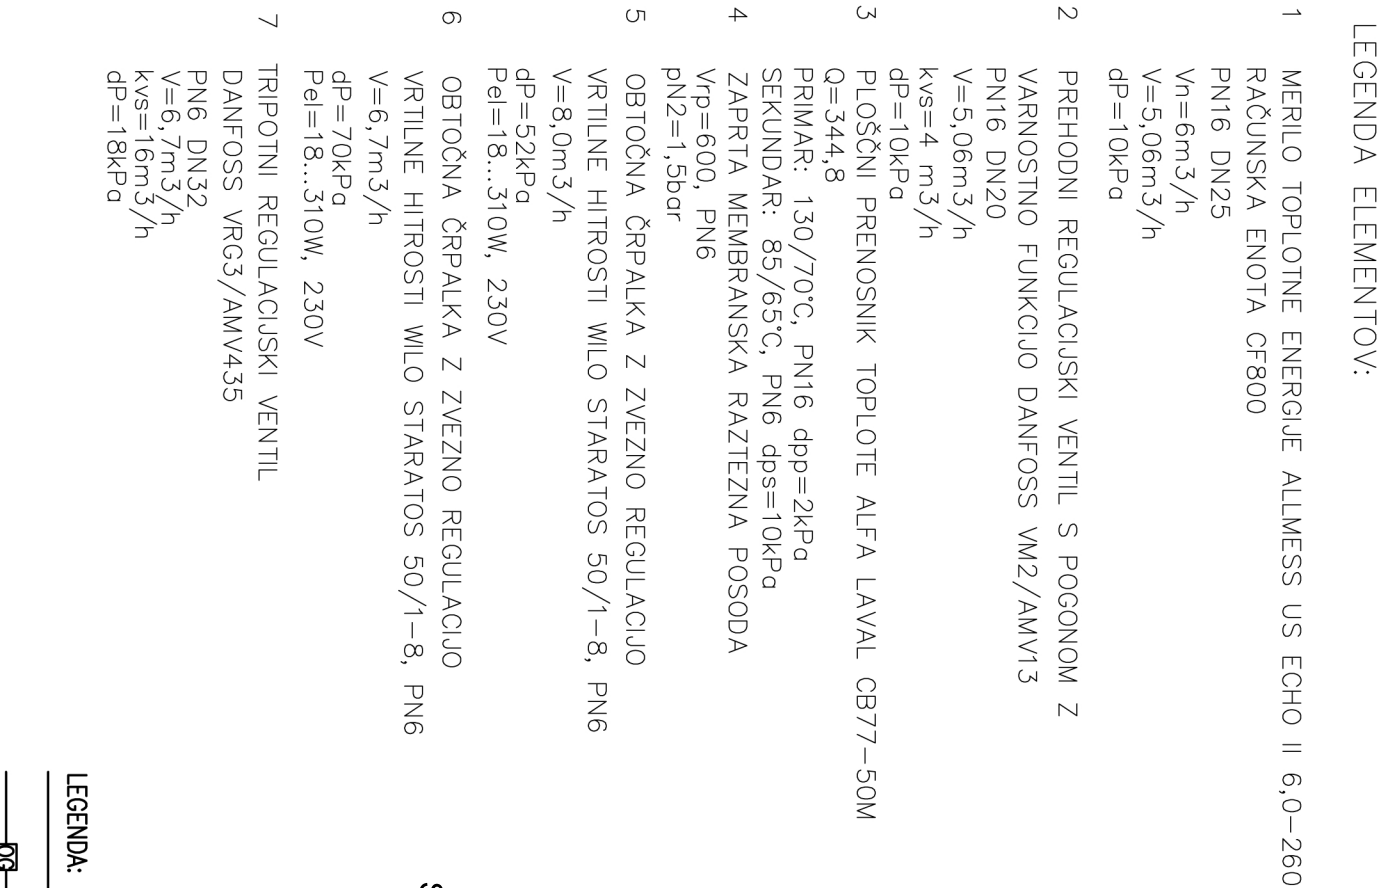 LEGENDA ELEMENTOV:
1 MERILO TOPLOTNE ENERGIJE ALLMESS US ECHO II 6,0-260
RAČUNSKA ENOTA CF800
PN16 DN25
Vn=6m3/h
V=5,06m3/h
dP=10kPa
2 PREHODNI REGULACIJSKI VENTIL S POGONOM Z
VARNOSTNO FUNKCIJO DANFOSS VM2/AMV13
PN16 DN20
V=5,06m3/h
kvs=4 m3/h
dP=10kPa
3 PLOŠČNI PRENOSNIK TOPLOTE ALFA LAVAL CB77-50M
Q=344,8
PRIMAR: 130/70°C, PN16 dpp=2kPa
SEKUNDAR: 85/65°C, PN6 dps=10kPa
4 ZAPRTA MEMBRANSKA RAZTEZNA POSODA
Vrp=600, PN6
pN2=1,5bar
5 OBTOČNA ČRPALKA Z ZVEZNO REGULACIJO
VRTILNE HITROSTI WILO STARATOS 50/1-8, PN6
V=8,0m3/h
dP=52kPa
Pel=18...310W, 230V
6 OBTOČNA ČRPALKA Z ZVEZNO REGULACIJO
VRTILNE HITROSTI WILO STARATOS 50/1-8, PN6
V=6,7m3/h
dP=70kPa
Pel=18...310W, 230V
7 TRIPOTNI REGULACIJSKI VENTIL
DANFOSS VRG3/AMV435
PN6 DN32
V=6,7m3/h
kvs=16m3/h
dP=18kPa
LEGENDA: